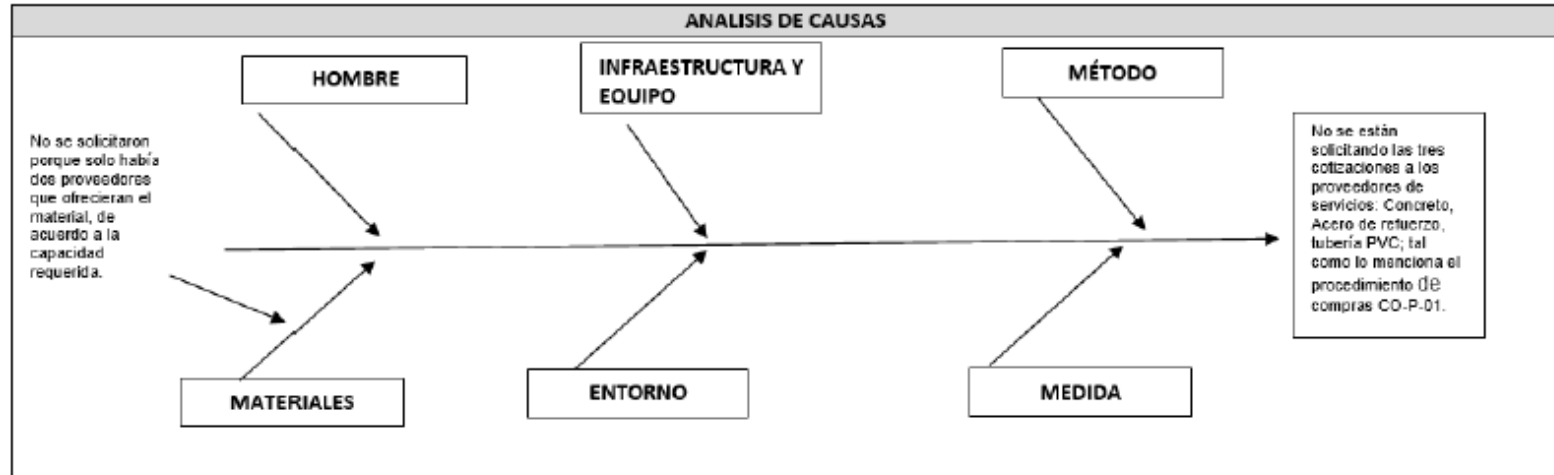 ANALISIS DE CAUSAS
HOMBRE
INFRAESTRUCTURA Y
EQUIPO
MÉTODO
No se solicitaron
porque solo había
dos proveedores
que ofrecieran el
material, de
acuerdo a la
capacidad
requerida.
No se están
solicitando las tres
cotizaciones a los
proveedores de
servicios: Concreto,
Acero de refuerzo,
tubería PVC; tal
como lo menciona el
procedimiento de
compras CO-P-01.
MATERIALES
ENTORNO
MEDIDA